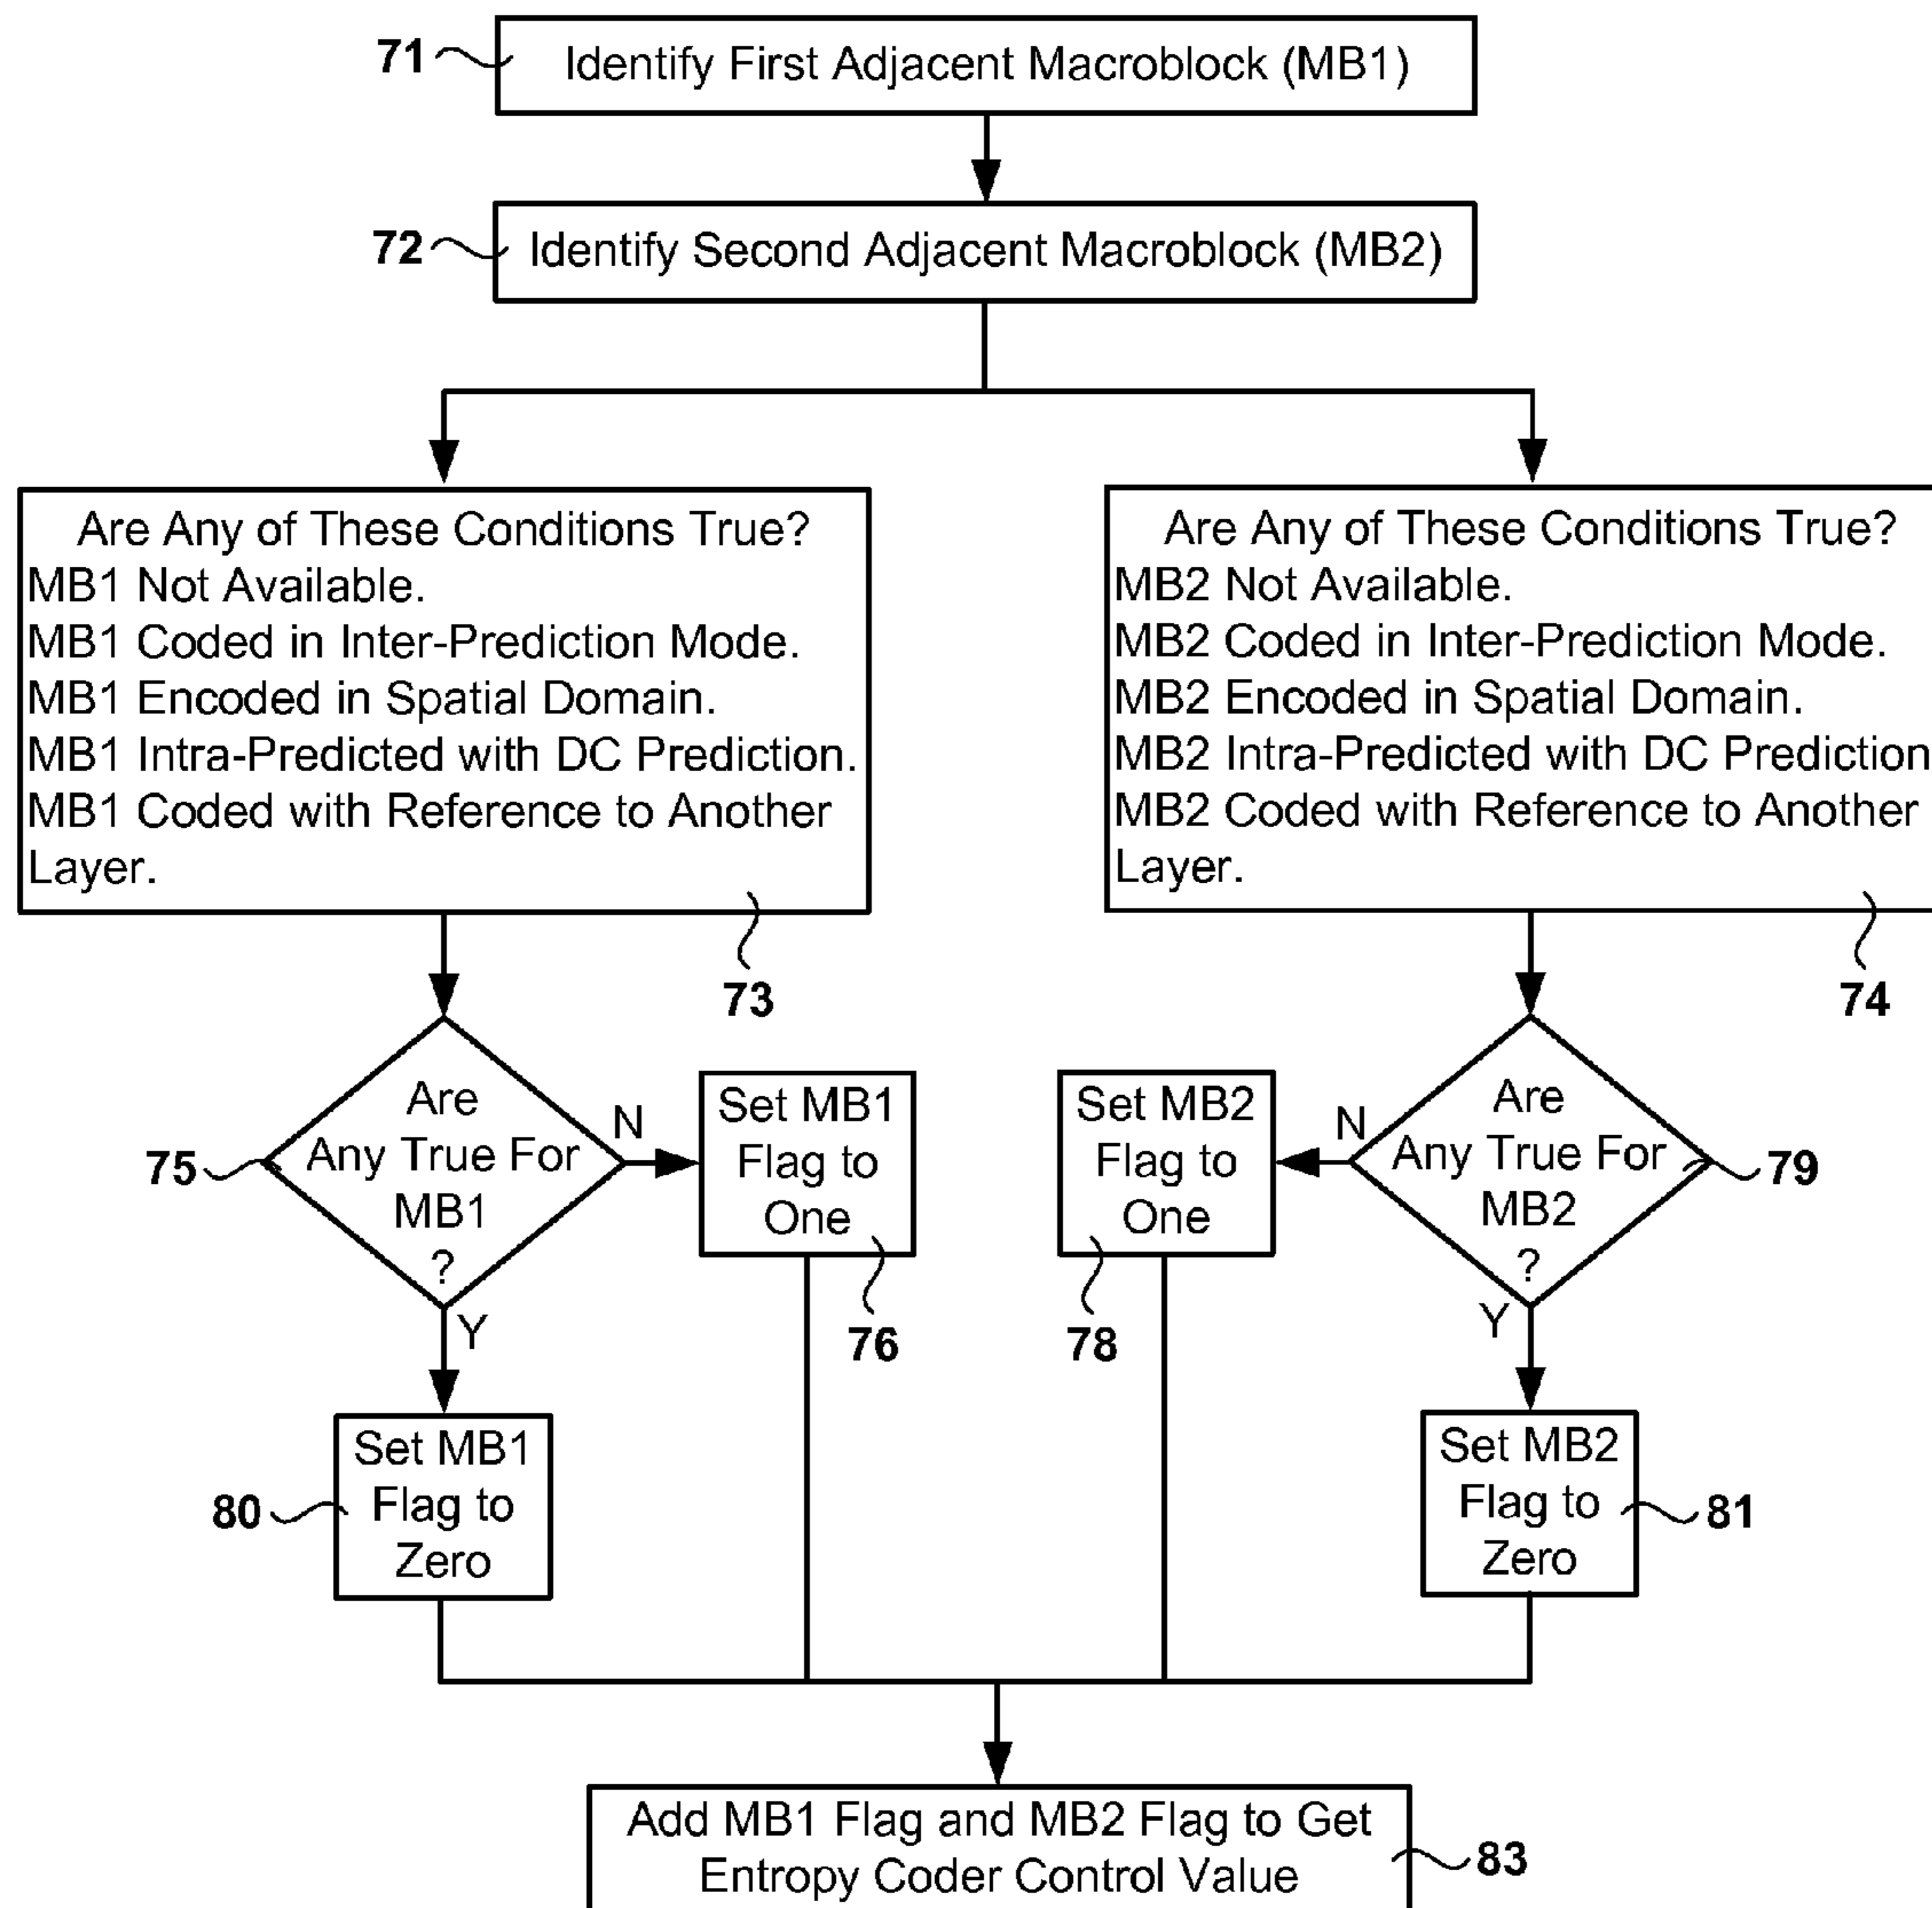 71
Identify First Adjacent Macroblock (MB1)
72
Identify Second Adjacent Macroblock (MB2)
Are Any of These Conditions True?
MB1 Not Available.
MB1 Coded in Inter-Prediction Mode.
MB1 Encoded in Spatial Domain.
MB1 Intra-Predicted with DC Prediction.
MB1 Coded with Reference to Another
Layer.
73
Are Any of These Conditions True?
MB2 Not Available.
MB2 Coded in Inter-Prediction Mode.
MB2 Encoded in Spatial Domain.
MB2 Intra-Predicted with DC Prediction
MB2 Coded with Reference to Another
Layer.
74
75
Are
Any True For
MB1
?
N
Y
Set MB1
Flag to
One
76
Set MB2
Flag to
One
78
N
Are
Any True For
MB2
?
Y
79
80
Set MB1
Flag to
Zero
Set MB2
Flag to
Zero
81
Add MB1 Flag and MB2 Flag to Get
Entropy Coder Control Value
83